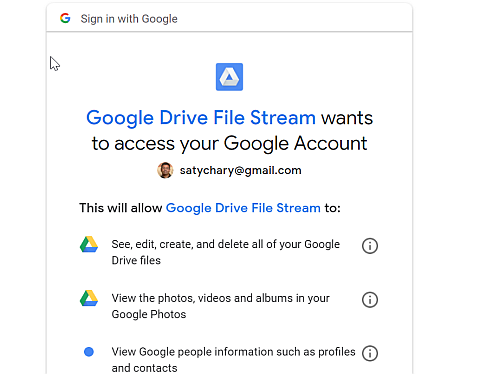 Sign in with Google
Google Drive File Stream wants
to access your Google Account
satychary@gmail.com
This will allow Google Drive File Stream to:
See, edit, create, and delete all of your Google
Drive files
View the photos, videos and albums in your
Google Photos
View Google people information such as profiles
and contacts